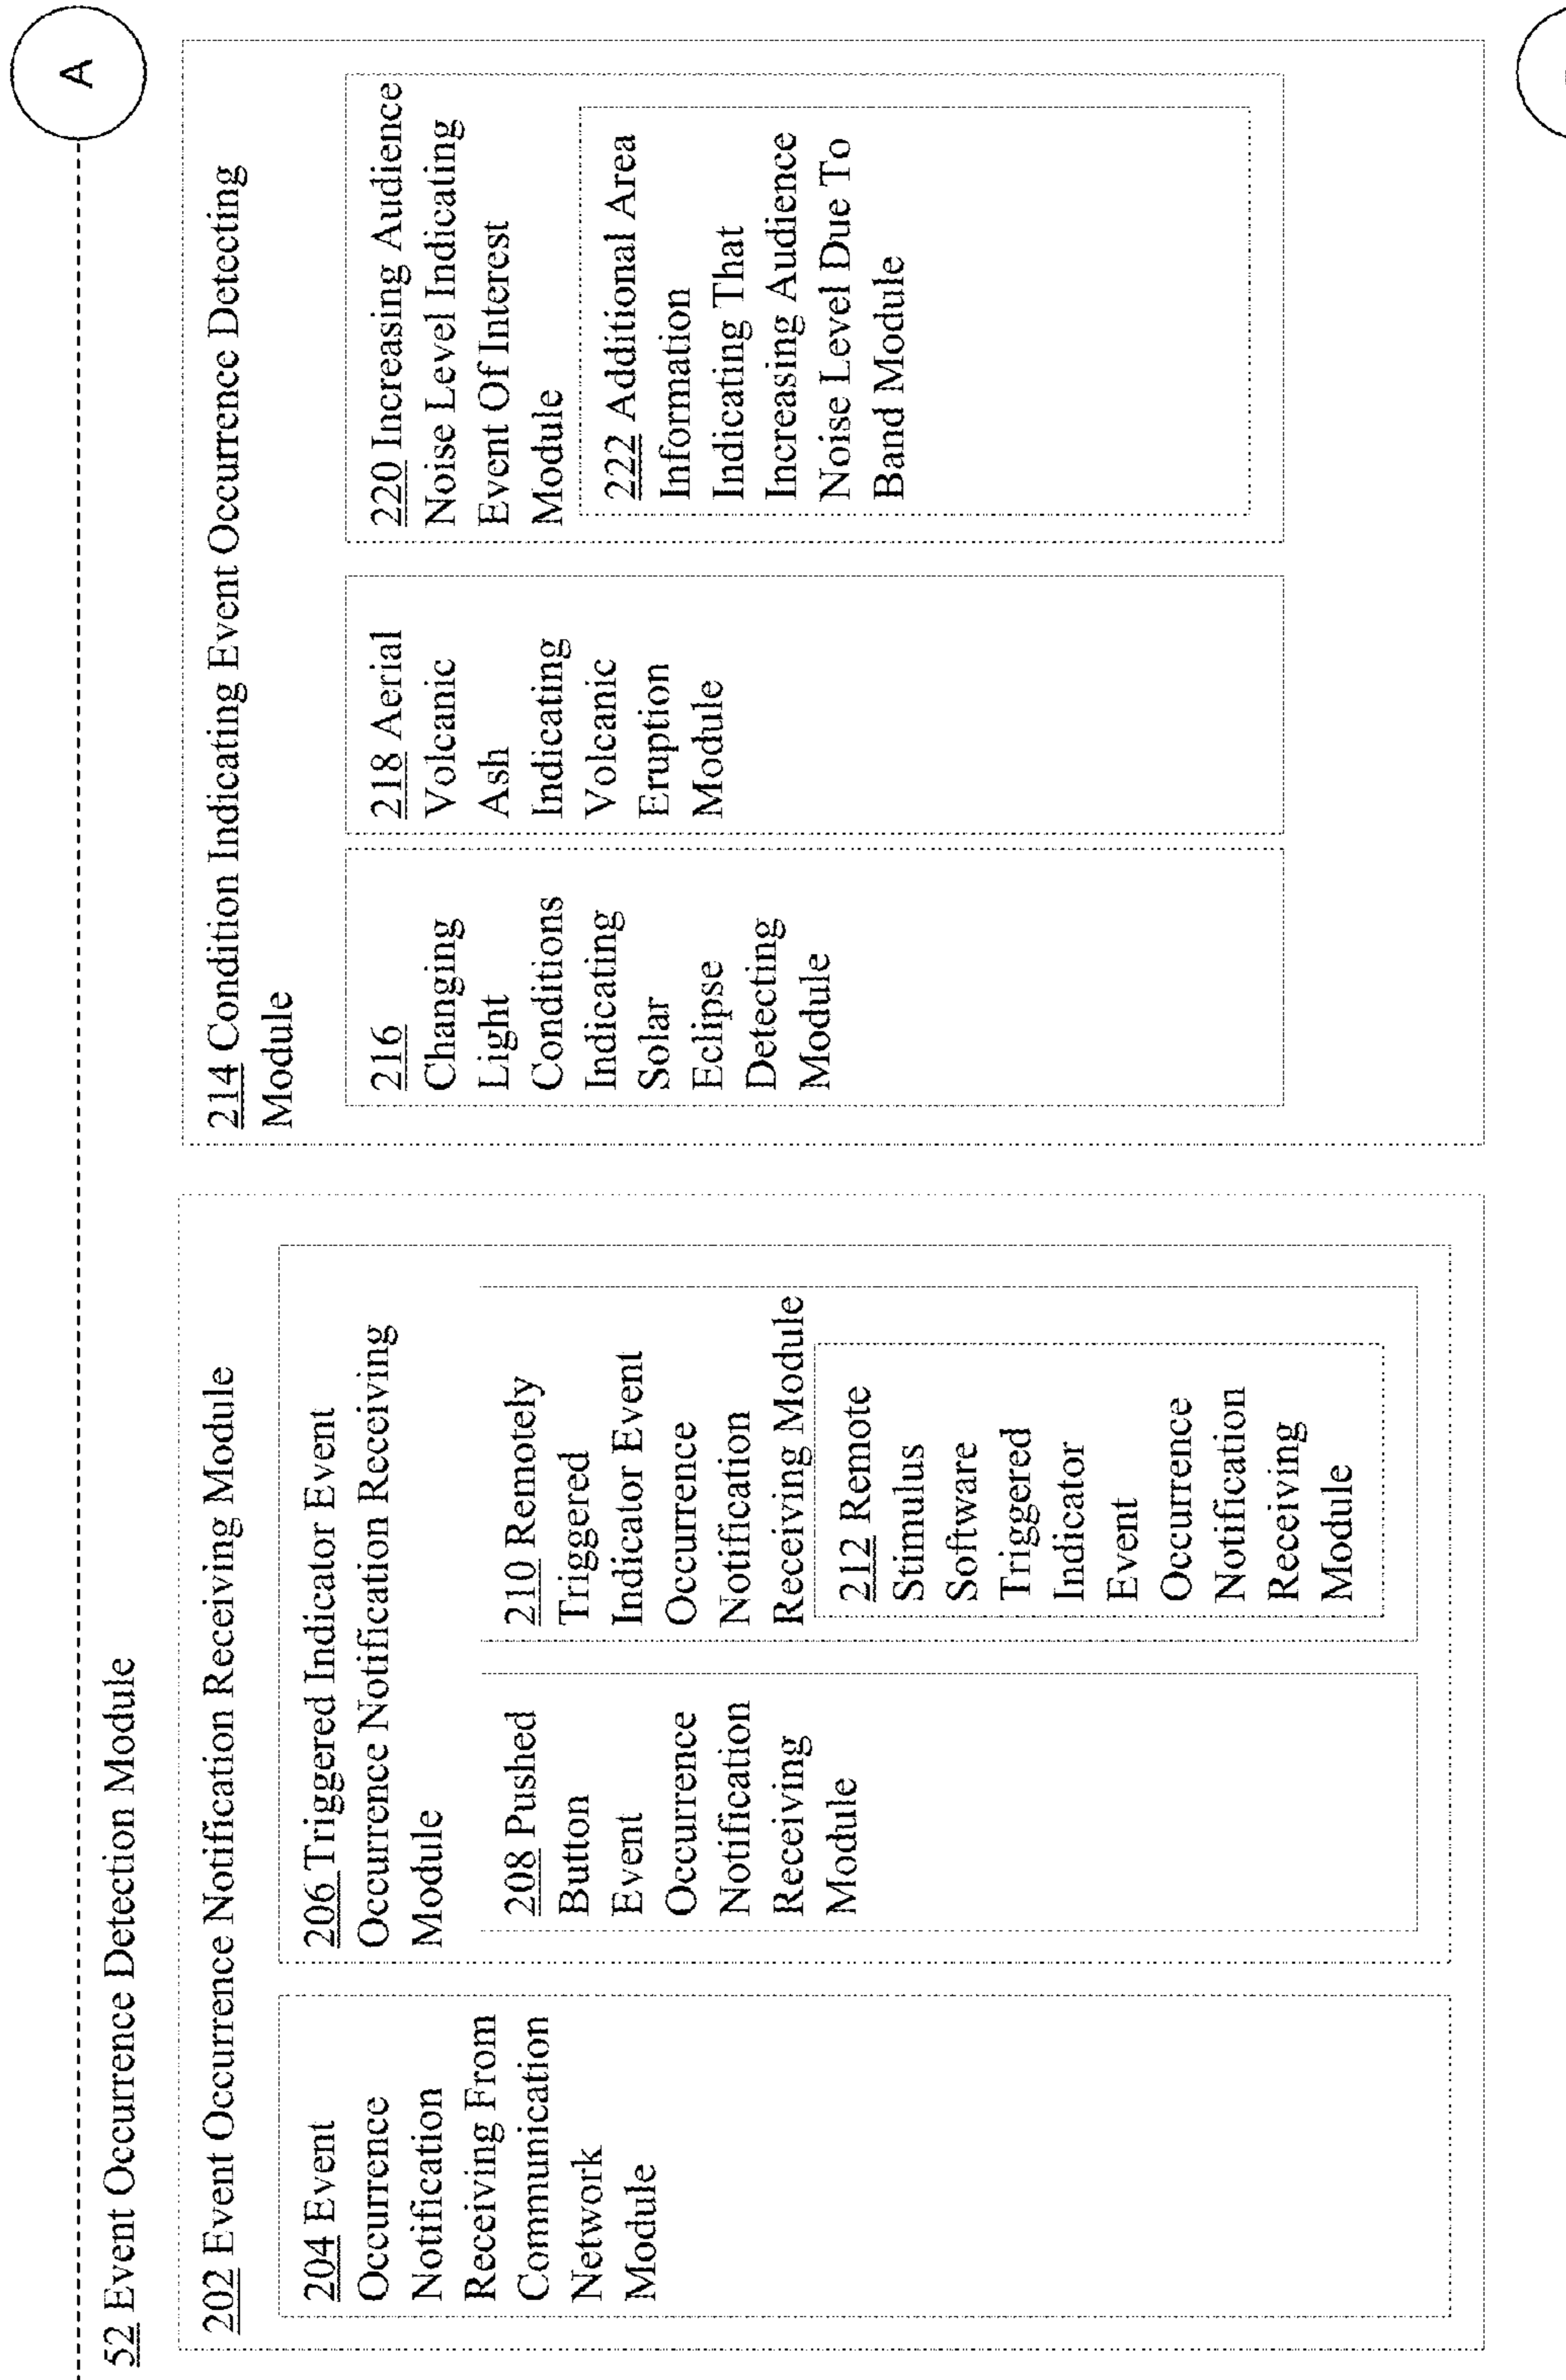 52 Event Occurrence Detection Module
A
202 Event Occurrence Notification Receiving Module
204 Event
Occurrence
Notification
Receiving From
Communication
Network
Module
206 Triggered Indicator Event
Occurrence Notification Receiving
Module
208 Pushed
Button
Event
Occurrence
Notification
Receiving
Module
210 Remotely
Triggered
Indicator Event
Occurrence
Notification
Receiving Module
212 Remote
Stimulus
Software
Triggered
Indicator
Event
Occurrence
Notification
Receiving
Module
214 Condition Indicating Event Occurrence Detecting
Module
216
Changing
Light
Conditions
Indicating
Solar
Eclipse
Detecting
Module
218 Aerial
Volcanic
Ash
Indicating
Volcanic
Eruption
Module
220 Increasing Audience
Noise Level Indicating
Event Of Interest
Module
222 Additional Area
Information
Indicating That
Increasing Audience
Noise Level Due To
Band Module